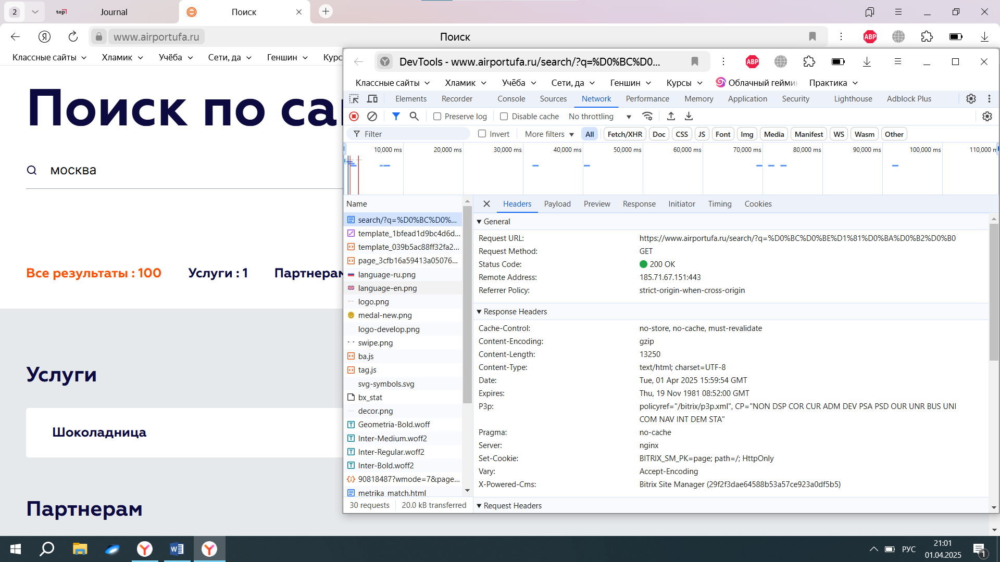 2
top
Journal
Поиск
www.airportufa.ru
Поиск
ABP
Классные сайты
Хламик
Учёба
Сети, да
Геншин
Курс
Поиск по са
москва
Все результаты : 100
Услуги : 1
Партнерам
Услуги
Шоколадница
Партнерам
DevTools - www.airportufa.ru/search/?q=%D0%BC%D0...
ABP
Классные сайты
Хламик
Учёба
Сети, да
Геншин
Курсы
Облачный гейми
Практика
Elements
Recorder
Console
Sources
Network
Performance
Memory
Application
Security
Lighthouse
Adblock Plus
Preserve log
Disable cache
No throttling
Filter
Invert
More filters
All
Fetch/XHR
Doc
CSS
JS
Font
Img
Media
Manifest
WS
Wasm
Other
10,000 ms
20,000 ms
30,000 ms
40,000 ms
50,000 ms
60,000 ms
70,000 ms
80,000 ms
90,000 ms
100,000 ms
110,000 m
Name
search/?q=%D0%BC%D0%...
template_1bfead1d9bc4d6d...
template_039b5ac88ff32fa2...
page_3cfb16a59413a05076...
language-ru.png
language-en.png
logo.png
medal-new.png
logo-develop.png
swipe.png
ba.js
tag.js
svg-symbols.svg
bx_stat
decor.png
Geometria-Bold.woff
Inter-Medium.woff2
Inter-Regular.woff2
Inter-Bold.woff2
90818487?wmode=7&page...
metrika_match.html
30 requests
20.0 kB transferred
Headers
Payload
Preview
Response
Initiator
Timing
Cookies
General
Request URL: https://www.airportufa.ru/search/?q=%D0%BC%D0%BE%D1%81%D0%BA%D0%B2%D0%B0
Request Method: GET
Status Code: 200 OK
Remote Address: 185.71.67.151:443
Referrer Policy: strict-origin-when-cross-origin
Response Headers
Cache-Control: no-store, no-cache, must-revalidate
Content-Encoding: gzip
Content-Length: 13250
Content-Type: text/html; charset=UTF-8
Date: Tue, 01 Apr 2025 15:59:54 GMT
Expires: Thu, 19 Nov 1981 08:52:00 GMT
P3p: policyref="/bitrix/p3p.xml", CP="NON DSP COR CUR ADM DEV PSA PSD OUR UNR BUS UNI
COM NAV INT DEM STA"
Pragma: no-cache
Server: nginx
Set-Cookie: BITRIX_SM_PK=page; path=/; HttpOnly
Vary: Accept-Encoding
X-Powered-Cms: Bitrix Site Manager (29f2f3dae64588b53a57ce923a0df5b5)
Request Headers
РУС
21:01
01.04.2025
1